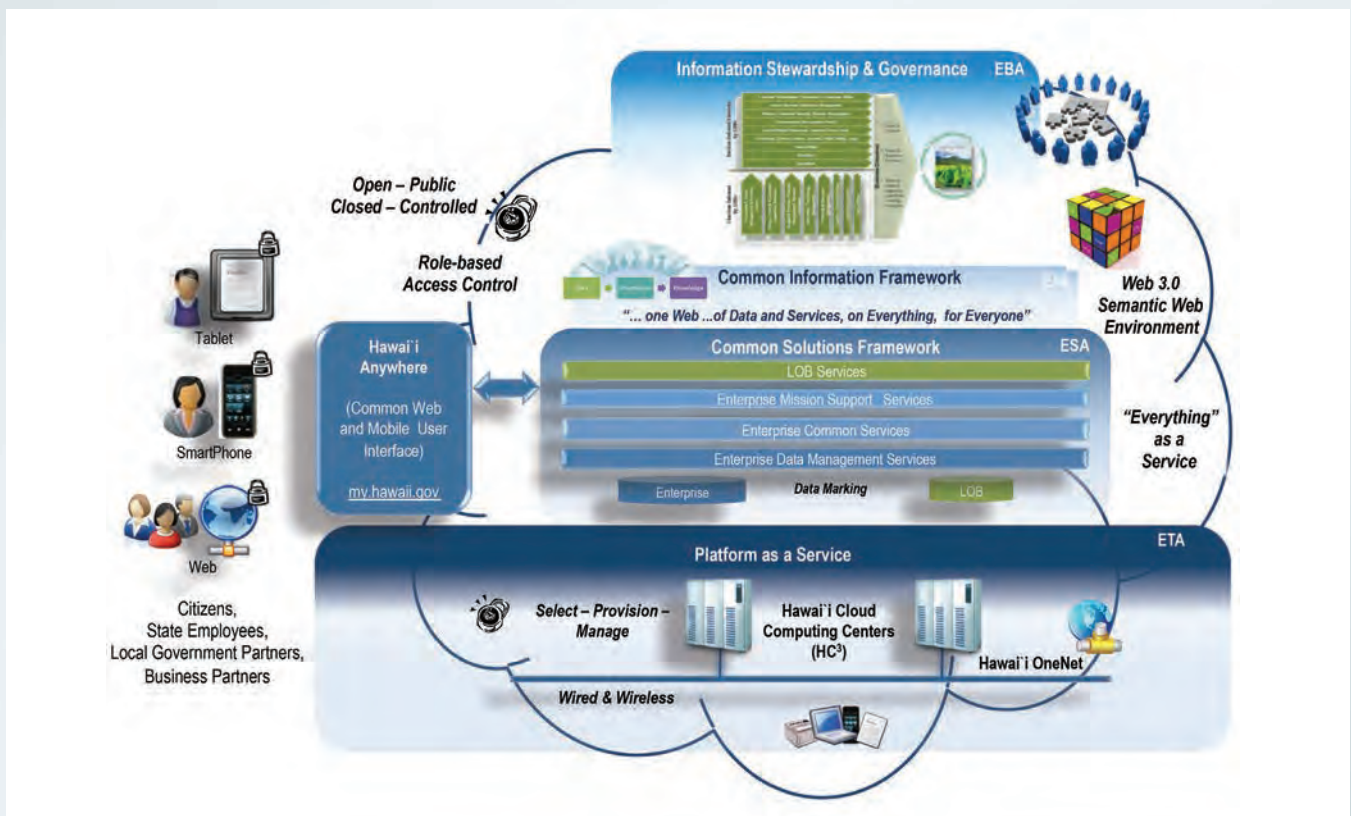 Information Stewardship & Governance
EBA
Open – Public
Closed – Controlled
Role-based
Access Control
Common Information Framework
"... one Web ...of Data and Services, on Everything, for Everyone"
Web 3.0
Semantic Web
Environment
Tablet
SmartPhone
Web
Citizens,
State Employees,
Local Government Partners,
Business Partners
Hawai`i
Anywhere
(Common Web
and Mobile User
Interface)
my.hawaii.gov
Common Solutions Framework
ESA
LOB Services
Enterprise Mission Support Services
Enterprise Common Services
Enterprise Data Management Services
Enterprise
Data Marking
LOB
"Everything"
as a
Service
Platform as a Service
ETA
Select – Provision –
Manage
Hawai`i Cloud
Computing Centers
(HC³)
Hawai`i OneNet
Wired & Wireless